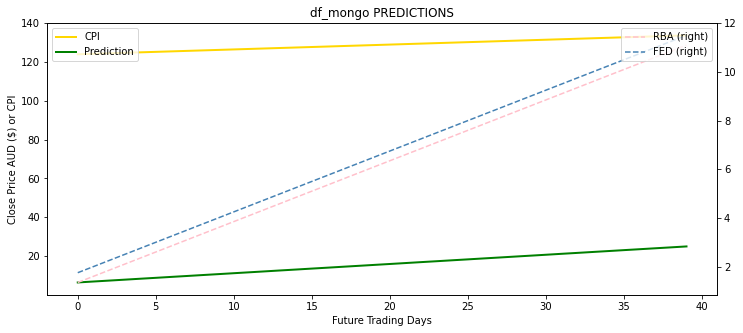 df_mongo PREDICTIONS
CPI
Prediction
RBA (right)
FED (right)
Close Price AUD ($) or CPI
140
120
100
80
60
40
20
12
10
8
6
4
2
0 5 10 15 20 25 30 35 40
Future Trading Days